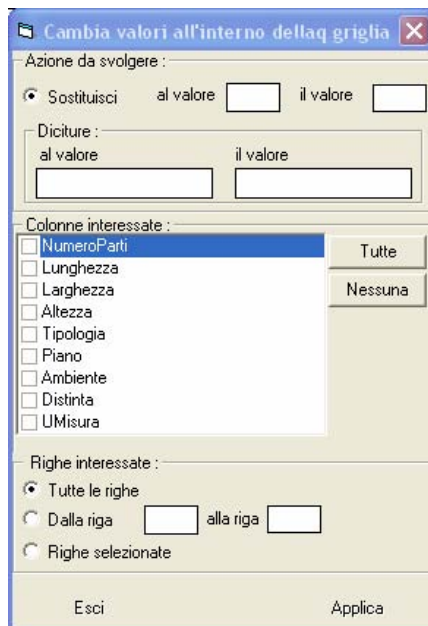 Cambia valori all'interno dellaq griglia
Azione da svolgere :
Sostituisci al valore il valore
Diciture :
al valore il valore
Colonne interessate :
NumeroParti
Tutte
Lunghezza
Larghezza
Nessuna
Altezza
Tipologia
Piano
Ambiente
Distinta
UMisura
Righe interessate :
Tutte le righe
Dalla riga alla riga
Righe selezionate
Esci Applica